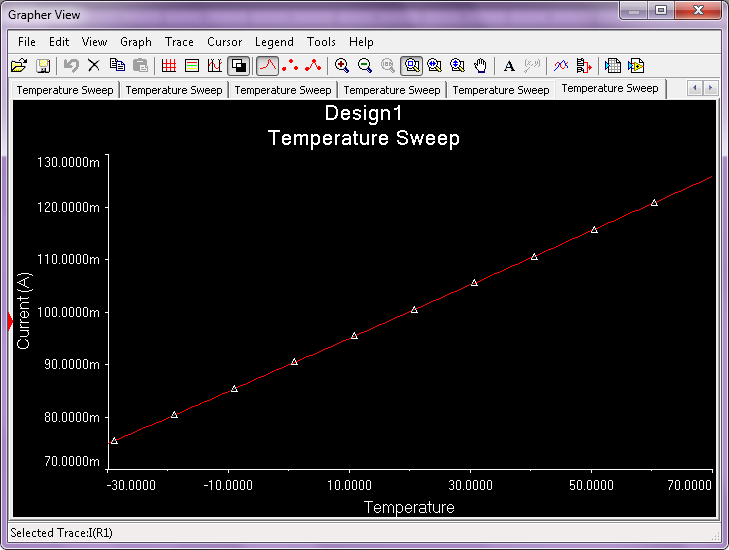 Grapher View
File Edit View Graph Trace Cursor Legend Tools Help
A (x,y)
Temperature Sweep Temperature Sweep Temperature Sweep Temperature Sweep Temperature Sweep Temperature Sweep
Design1
Temperature Sweep
130.0000m
120.0000m
110.0000m
100.0000m
90.0000m
80.0000m
70.0000m
Current (A)
-30.0000 -10.0000 10.0000 30.0000 50.0000 70.0000
Temperature
Selected Trace:I(R1)